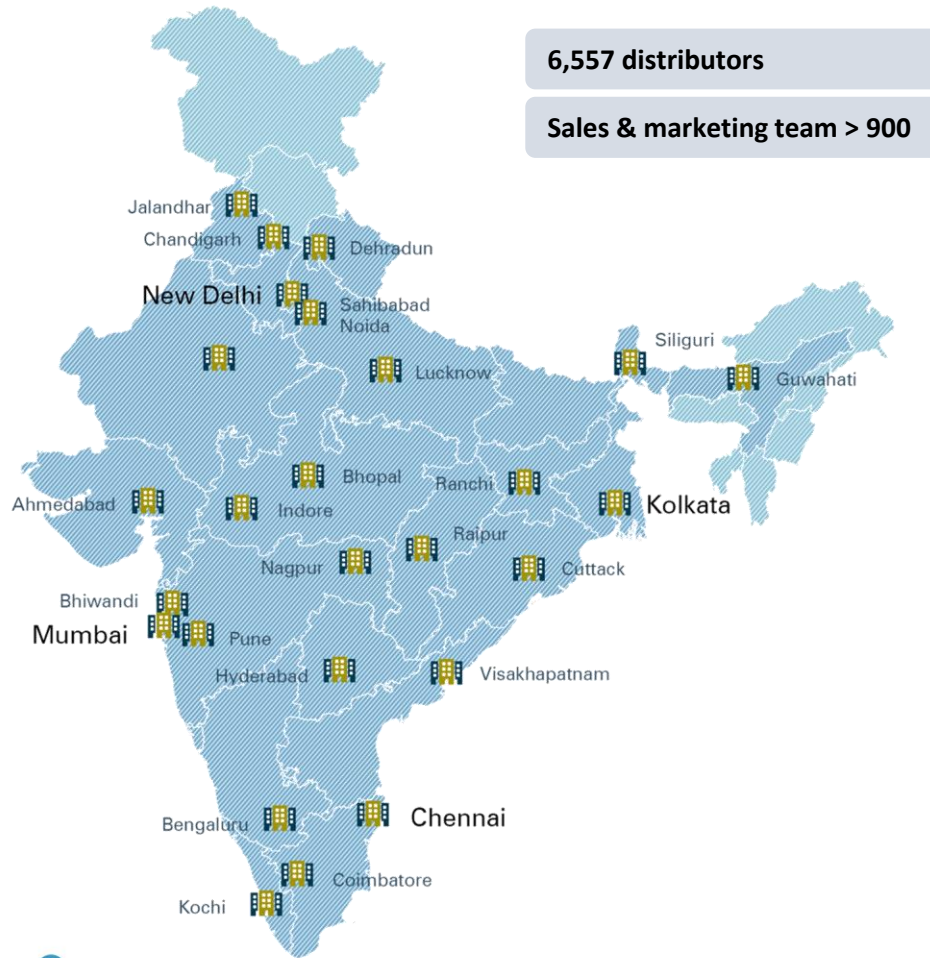 6,557 distributors
Sales & marketing team > 900
Jalandhar
Chandigarh
Dehradun
New Delhi
Sahibabad
Noida
Siliguri
Lucknow
Guwahati
Bhopal
Ranchi
Ahmedabad
Indore
Kolkata
Raipur
Nagpur
Cuttack
Bhiwandi
Mumbai
Pune
Hyderabad
Visakhapatnam
Chennai
Bengaluru
Coimbatore
Kochi